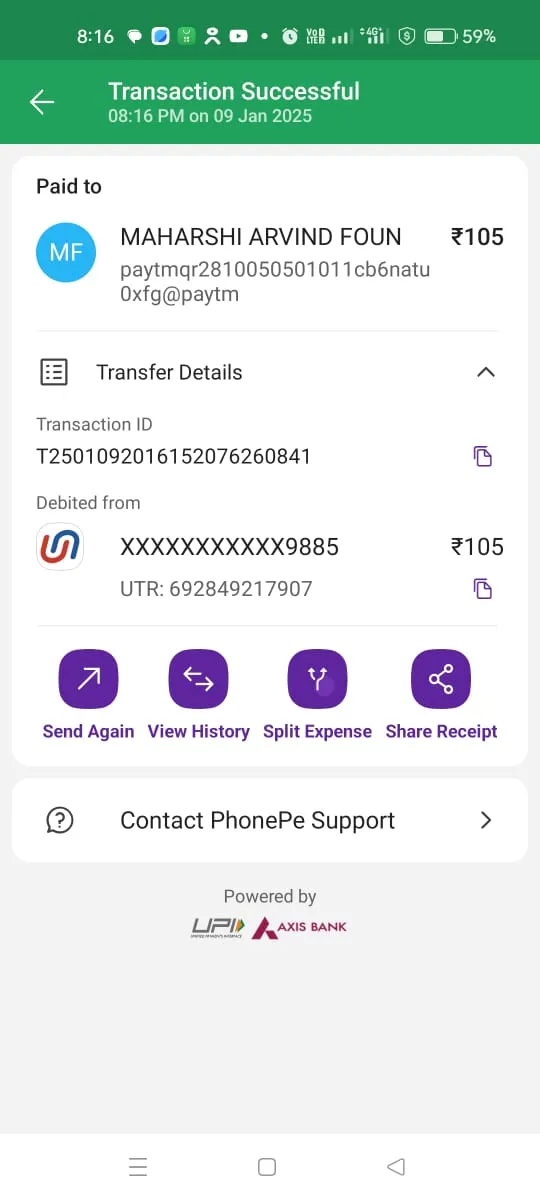 8:16
59%
Transaction Successful
08:16 PM on 09 Jan 2025
Paid to
MF
MAHARSHI ARVIND FOUN ₹105
paytmqr2810050501011cb6natu
0xfg@paytm
Transfer Details
Transaction ID
T2501092016152076260841
Debited from
XXXXXXXXXXX9885 ₹105
UTR: 692849217907
Send Again View History Split Expense Share Receipt
Contact PhonePe Support
Powered by
UPI AXIS BANK